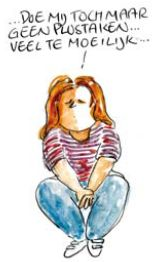 ...DOE MIJ TOCH MAAR
GEEN PLUSTAKEN...
VEEL TE MOEILIJK...